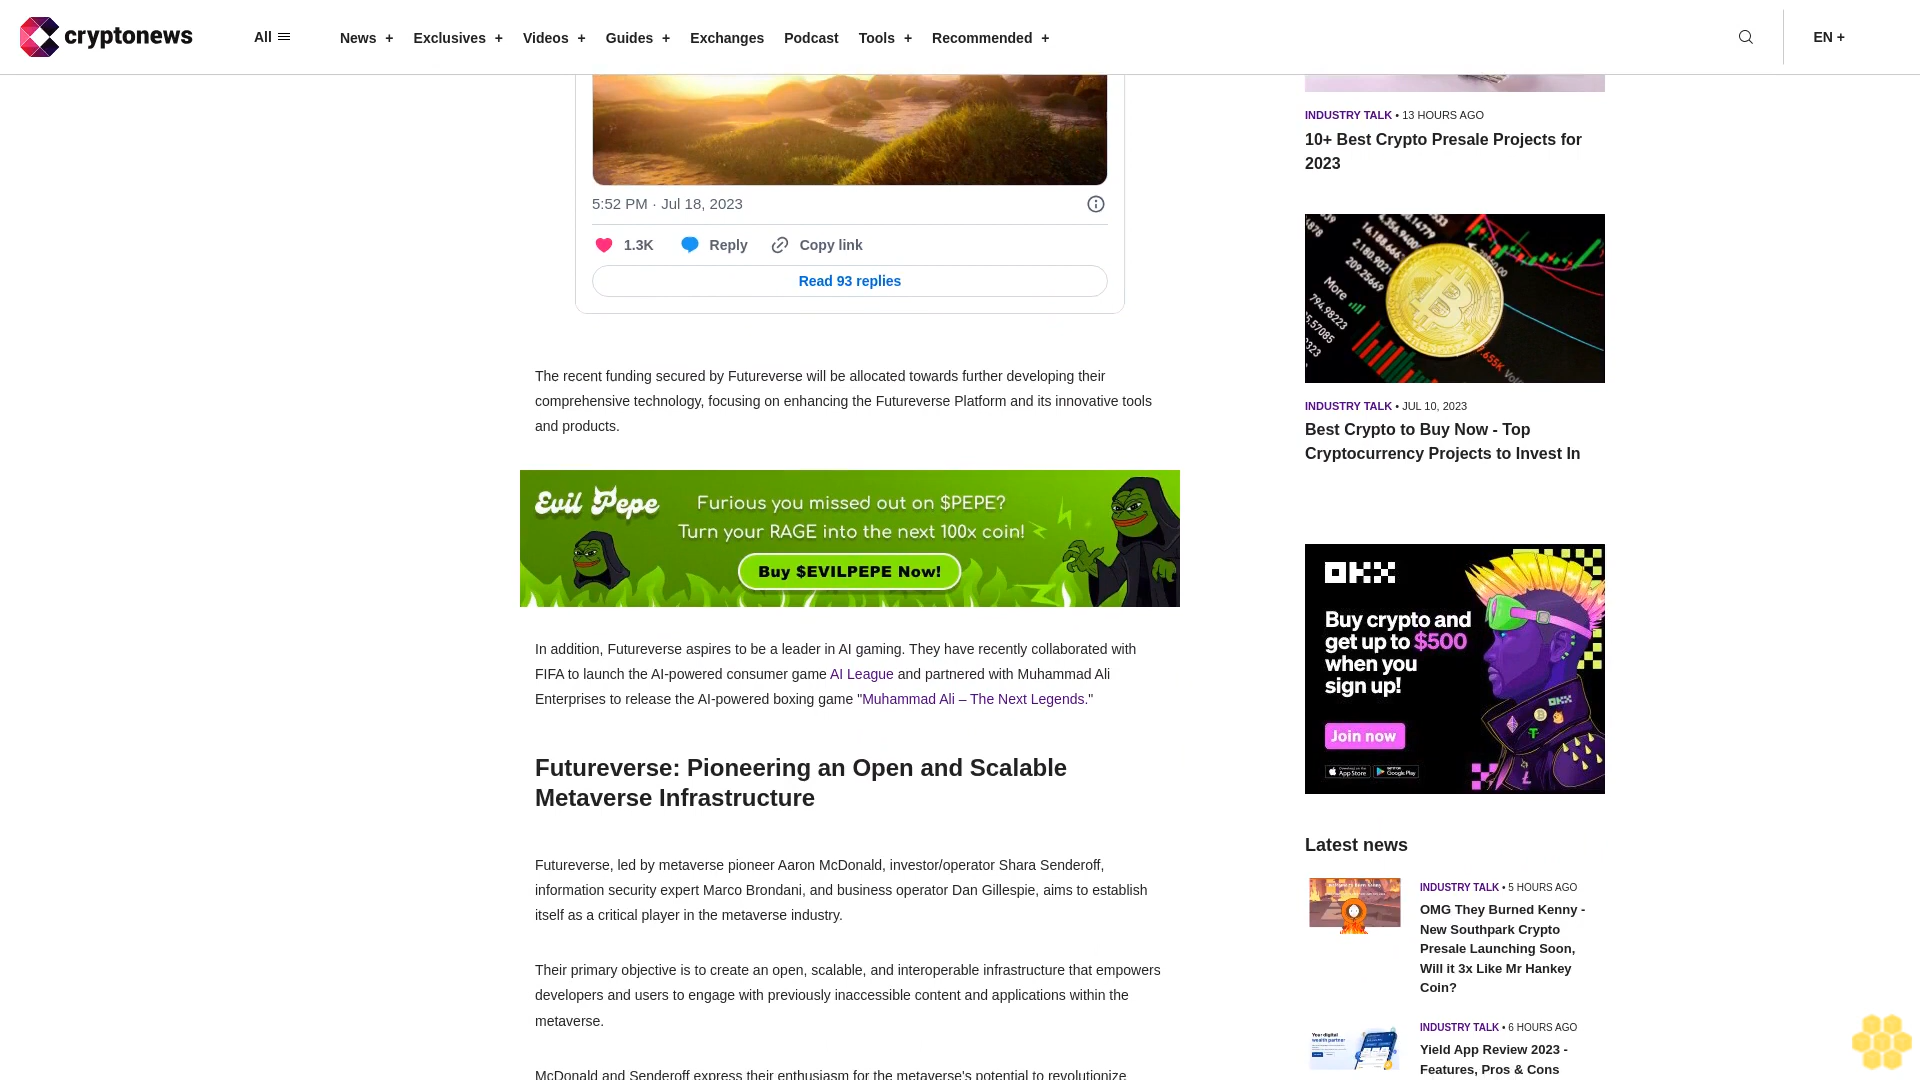 cryptonews
All
News +
Exclusives +
Videos +
Guides +
Exchanges
Podcast
Tools +
Recommended +
EN +
5:52 PM · Jul 18, 2023
1.3K
Reply
Copy link
Read 93 replies
The recent funding secured by Futureverse will be allocated towards further developing their
comprehensive technology, focusing on enhancing the Futureverse Platform and its innovative tools
and products.
Evil Pepe
Furious you missed out on $PEPE?
Turn your RAGE into the next 100x coin!
Buy $EVILPEPE Now!
In addition, Futureverse aspires to be a leader in AI gaming. They have recently collaborated with
FIFA to launch the AI-powered consumer game AI League and partnered with Muhammad Ali
Enterprises to release the AI-powered boxing game "Muhammad Ali – The Next Legends."
Futureverse: Pioneering an Open and Scalable
Metaverse Infrastructure
Futureverse, led by metaverse pioneer Aaron McDonald, investor/operator Shara Senderoff,
information security expert Marco Brondani, and business operator Dan Gillespie, aims to establish
itself as a critical player in the metaverse industry.
Their primary objective is to create an open, scalable, and interoperable infrastructure that empowers
developers and users to engage with previously inaccessible content and applications within the
metaverse.
McDonald and Senderoff express their enthusiasm for the metaverse's potential to revolutionize
INDUSTRY TALK • 13 HOURS AGO
10+ Best Crypto Presale Projects for
2023
More
794.98223
209.25669
2,180.9021
INDUSTRY TALK • JUL 10, 2023
Best Crypto to Buy Now - Top
Cryptocurrency Projects to Invest In
OKX
Buy crypto and
get up to $500
when you
sign up!
Join now
App Store
Google Play
Latest news
INDUSTRY TALK • 5 HOURS AGO
OMG They Burned Kenny -
New Southpark Crypto
Presale Launching Soon,
Will it 3x Like Mr Hankey
Coin?
Your digital
wealth partner
INDUSTRY TALK • 6 HOURS AGO
Yield App Review 2023 -
Features, Pros & Cons